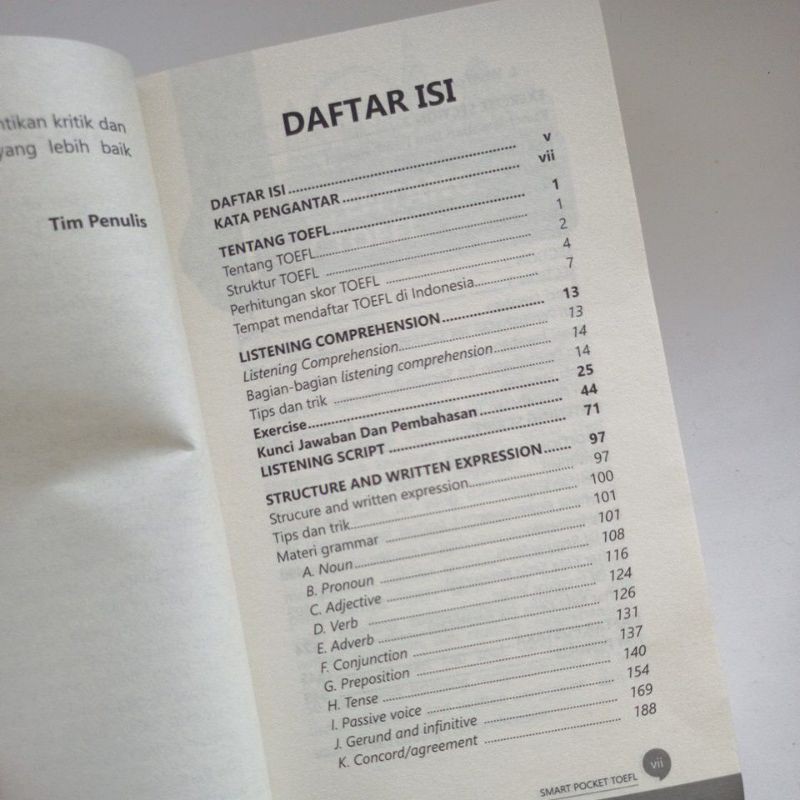 ntikan kritik dan
yang lebih baik
Tim Penulis
DAFTAR ISI
DAFTAR ISI ........ v
KATA PENGANTAR ........ vii
TENTANG TOEFL ........ 1
Tentang TOEFL ........ 1
Struktur TOEFL ........ 2
Perhitungan skor TOEFL ........ 4
Tempat mendaftar TOEFL di Indonesia ........ 7
LISTENING COMPREHENSION ........ 13
Listening Comprehension ........ 13
Bagian-bagian listening comprehension ........ 14
Tips dan trik ........ 14
Exercise ........ 25
Kunci Jawaban Dan Pembahasan ........ 44
LISTENING SCRIPT ........ 71
STRUCTURE AND WRITTEN EXPRESSION ........ 97
Strucure and written expression ........ 97
Tips dan trik ........ 100
Materi grammar ........ 101
A. Noun ........ 101
B. Pronoun ........ 108
C. Adjective ........ 116
D. Verb ........ 124
E. Adverb ........ 126
F. Conjunction ........ 131
G. Preposition ........ 137
H. Tense ........ 140
I. Passive voice ........ 154
J. Gerund and infinitive ........ 169
K. Concord/agreement ........ 188
SMART POCKET TOEFL vii